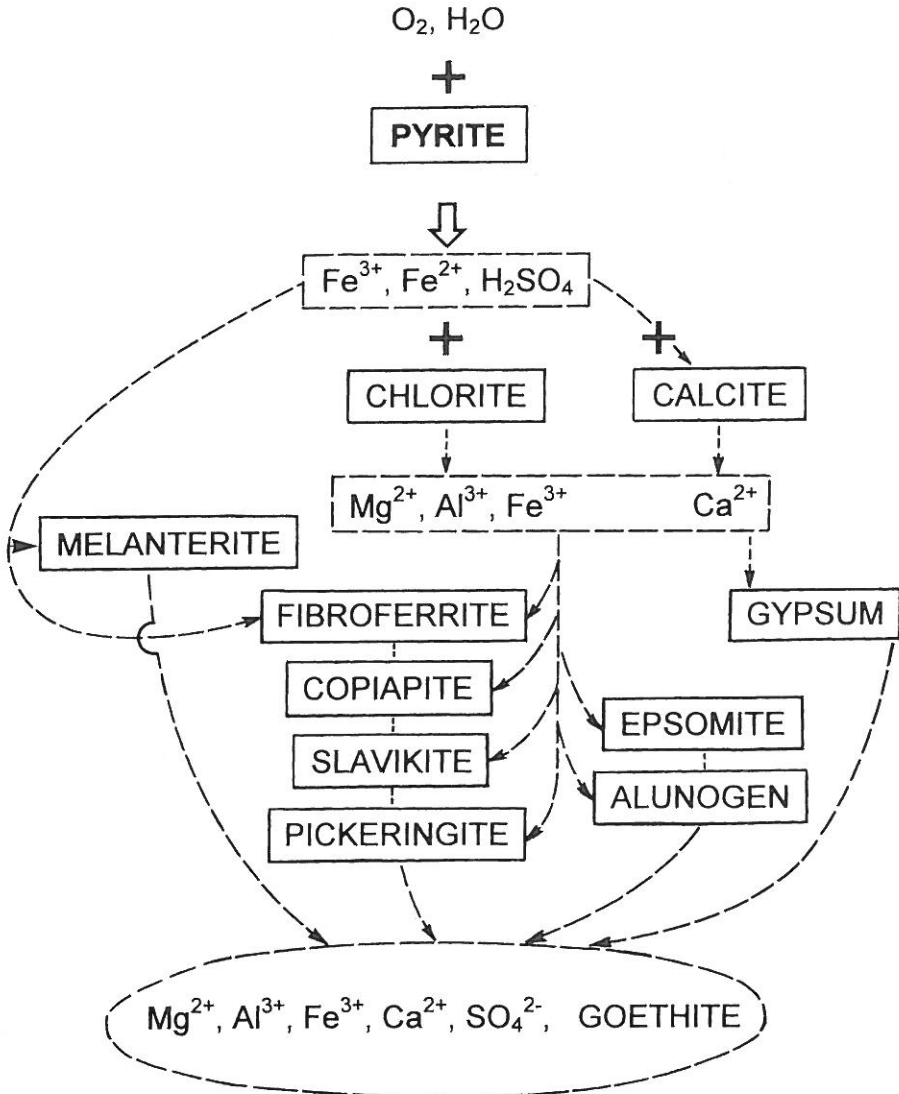 O₂, H₂O
+
PYRITE
Fe³⁺, Fe²⁺, H₂SO₄
+ +
CHLORITE CALCITE
Mg²⁺, Al³⁺, Fe³⁺ Ca²⁺
MELANTERITE
FIBROFERRITE GYPSUM
COPIAPITE
EPSOMITE
SLAVIKITE
ALUNOGEN
PICKERINGITE
Mg²⁺, Al³⁺, Fe³⁺, Ca²⁺, SO₄²⁻, GOETHITE